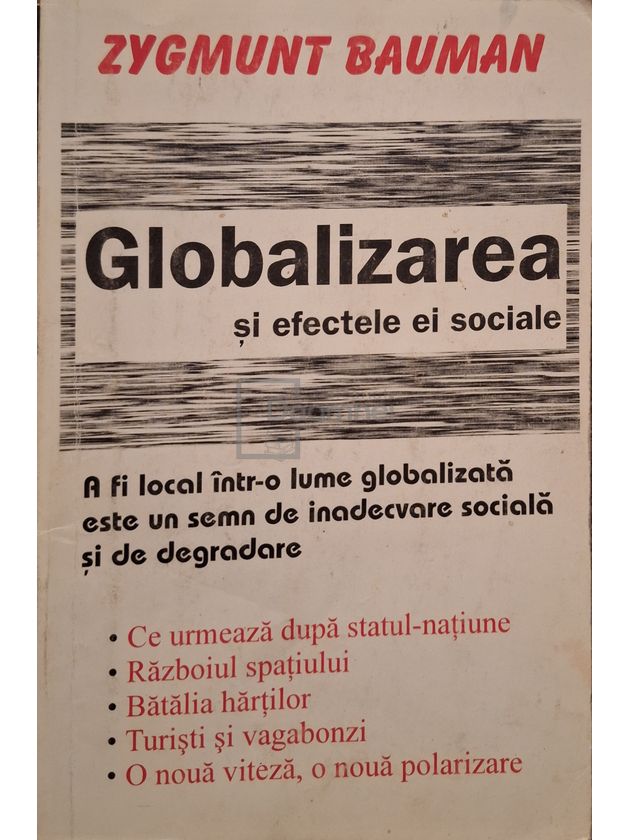 ZYGMUNT BAUMAN
Globalizarea
și efectele ei sociale
A fi local într-o lume globalizată
este un semn de inadecvare socială
și de degradare
• Ce urmează după statul-națiune
• Războiul spațiului
• Bătălia hărților
• Turiști și vagabonzi
• O nouă viteză, o nouă polarizare